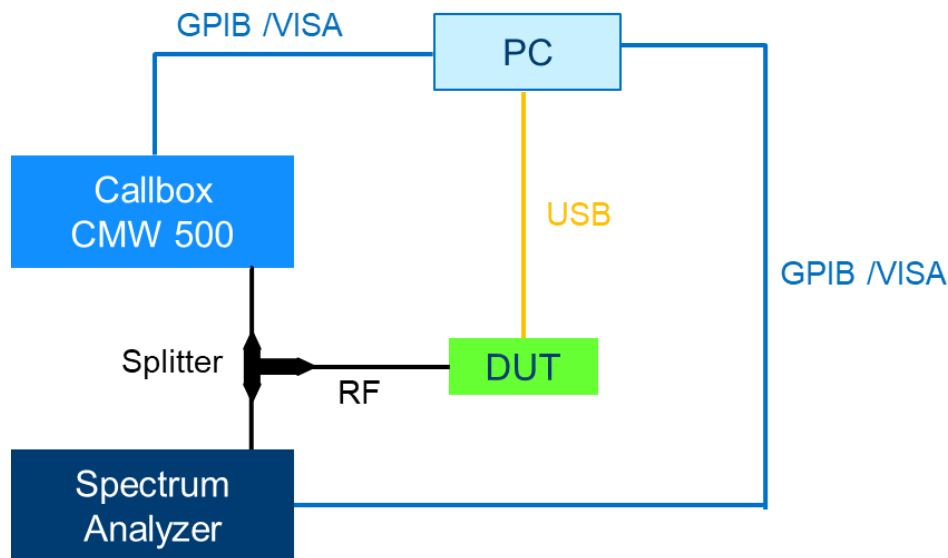 GPIB /VISA
PC
Callbox
CMW 500
USB
GPIB /VISA
Splitter
RF
DUT
Spectrum
Analyzer